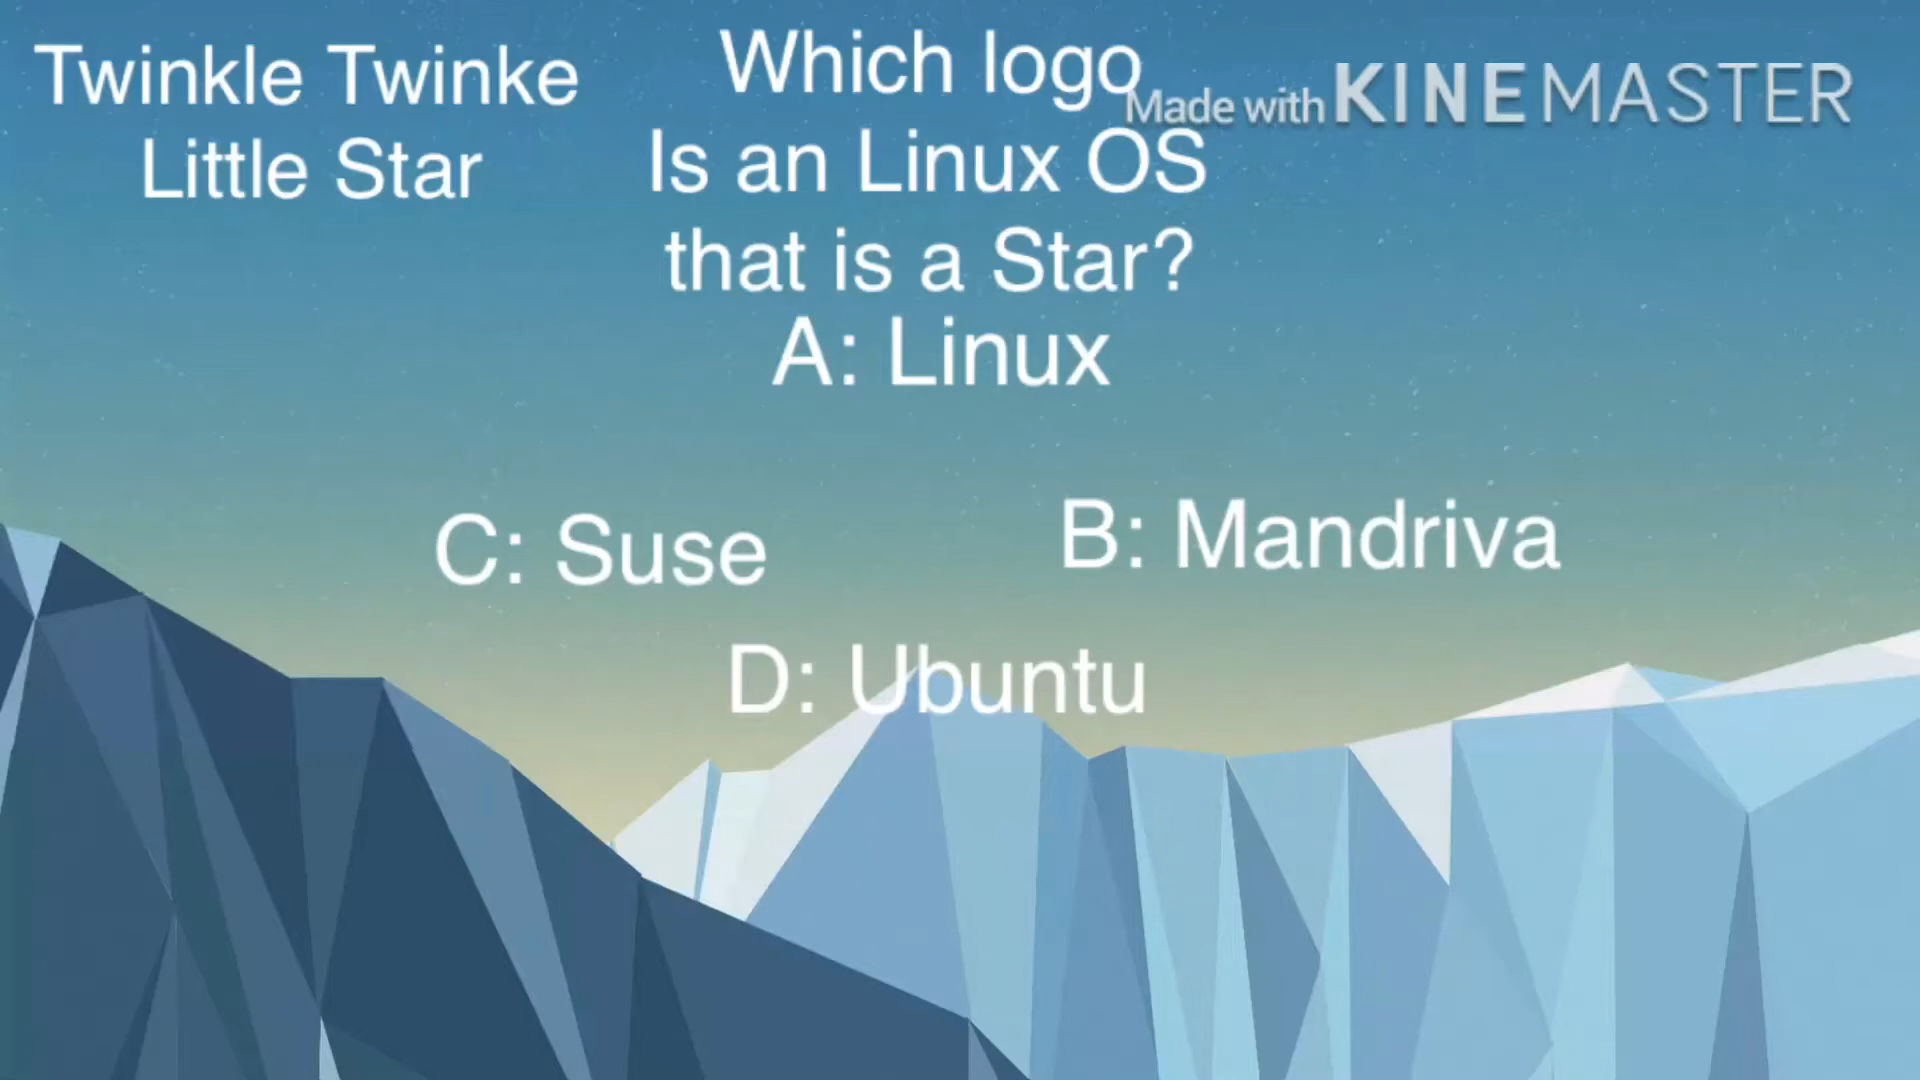 Twinkle Twinke
Little Star
Which logo
Is an Linux OS
that is a Star?
Made with KINEMASTER
A: Linux
C: Suse
B: Mandriva
D: Ubuntu